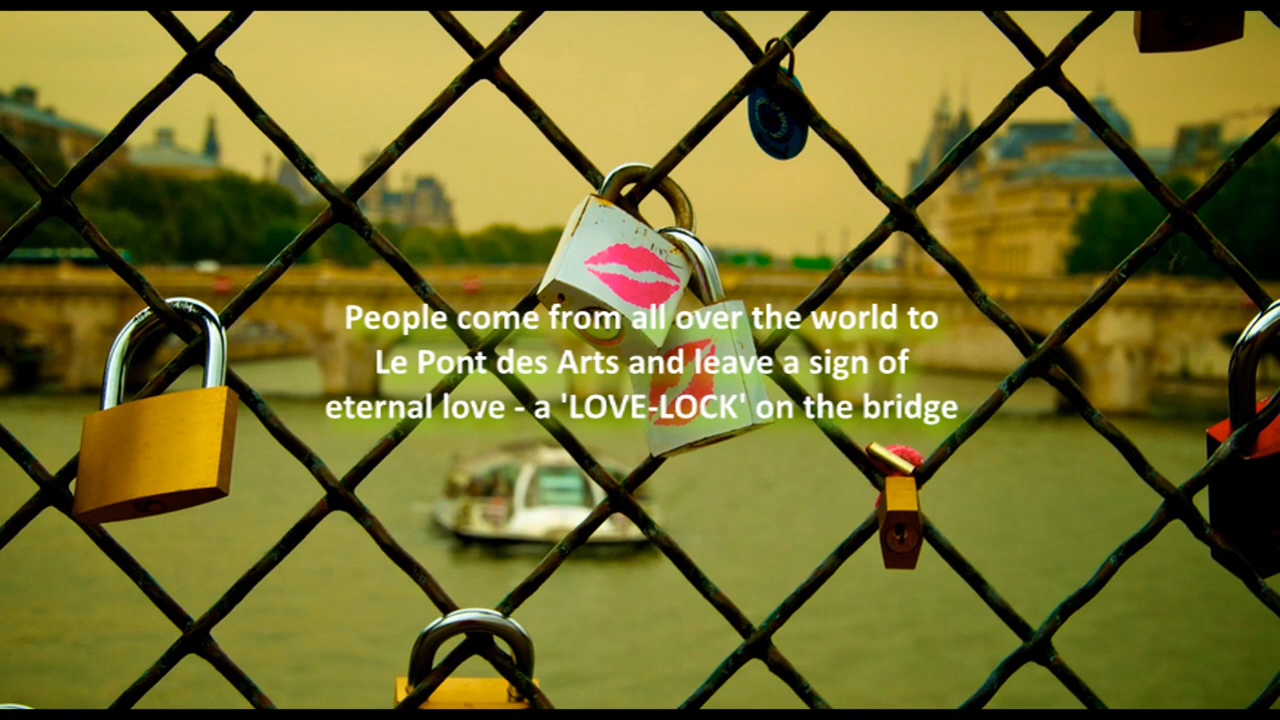 People come from all over the world to
Le Pont des Arts and leave a sign of
eternal love - a 'LOVE-LOCK' on the bridge